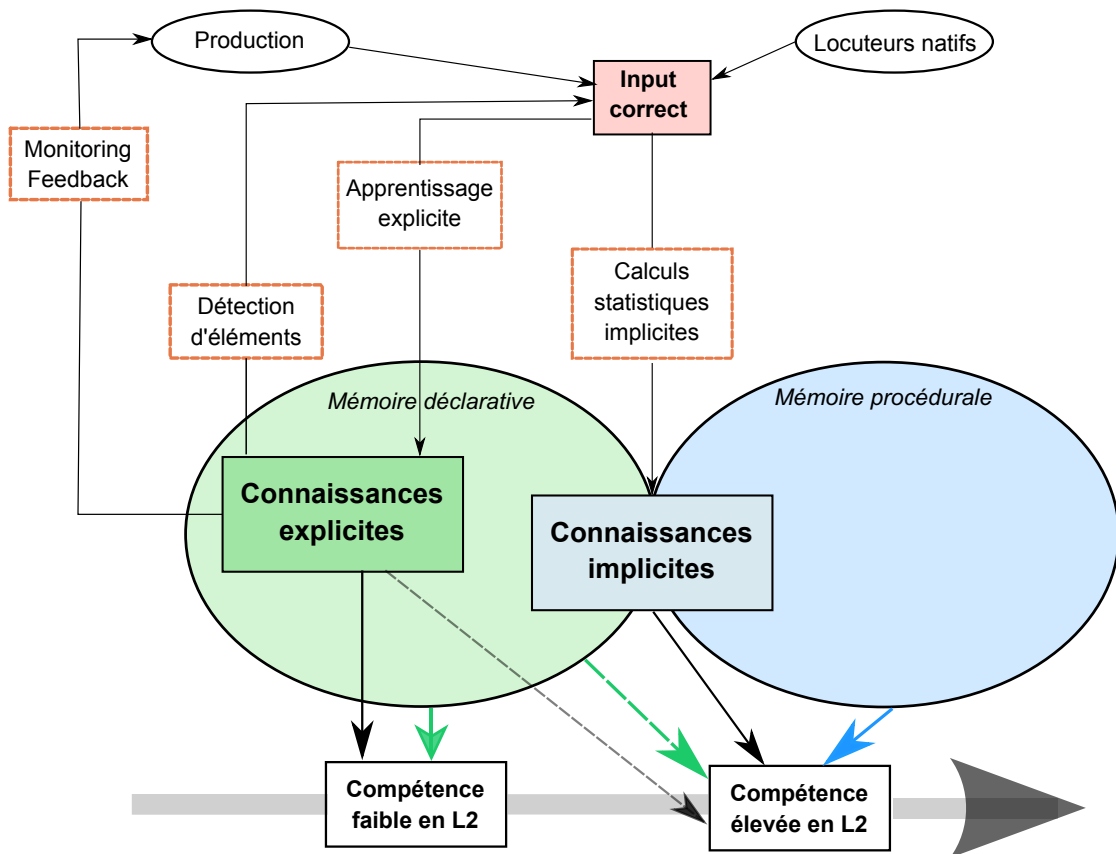 Production
Locuteurs natifs
Input
correct
Monitoring
Feedback
Apprentissage
explicite
Calculs
statistiques
implicites
Détection
d'éléments
Mémoire déclarative
Mémoire procédurale
Connaissances
explicites
Connaissances
implicites
Compétence
faible en L2
Compétence
élevée en L2